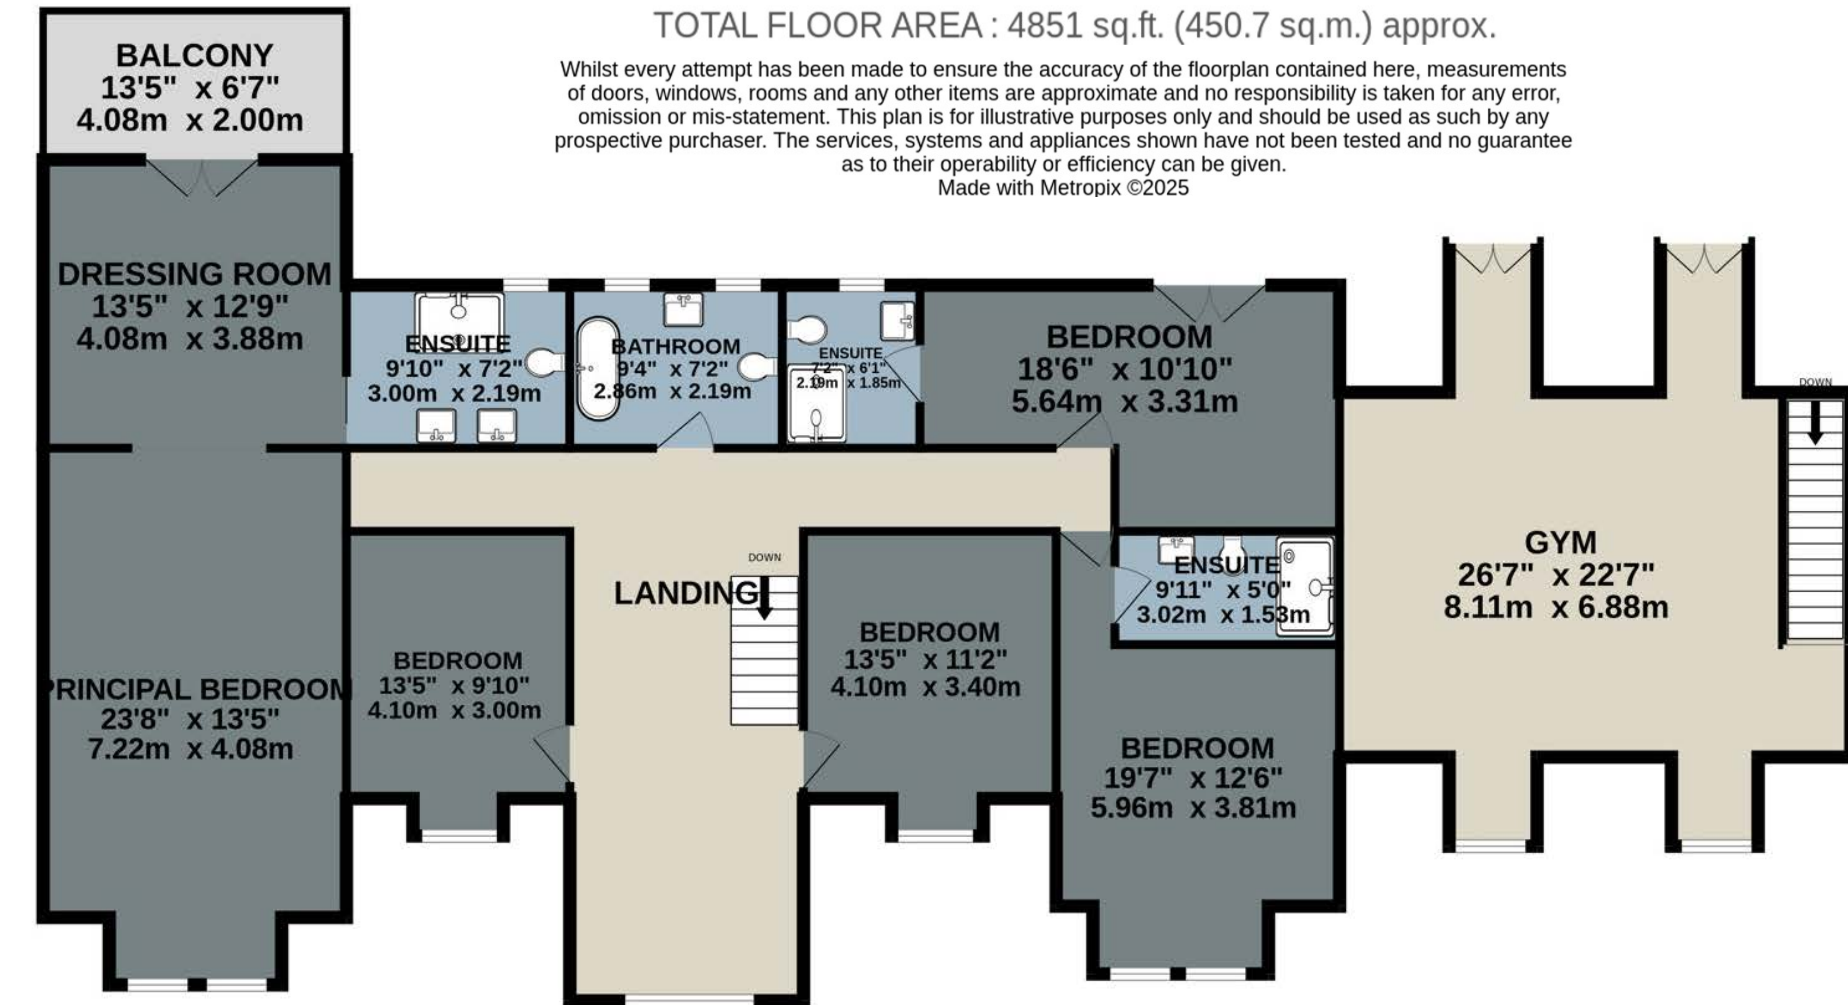 TOTAL FLOOR AREA : 4851 sq.ft. (450.7 sq.m.) approx.
Whilst every attempt has been made to ensure the accuracy of the floorplan contained here, measurements
of doors, windows, rooms and any other items are approximate and no responsibility is taken for any error,
omission or mis-statement. This plan is for illustrative purposes only and should be used as such by any
prospective purchaser. The services, systems and appliances shown have not been tested and no guarantee
as to their operability or efficiency can be given.
Made with Metropix ©2025
BALCONY
13'5" x 6'7"
4.08m x 2.00m
DRESSING ROOM
13'5" x 12'9"
4.08m x 3.88m
ENSUITE
9'10" x 7'2"
3.00m x 2.19m
BATHROOM
9'4" x 7'2"
2.86m x 2.19m
ENSUITE
7'2" x 6'1"
2.19m x 1.85m
BEDROOM
18'6" x 10'10"
5.64m x 3.31m
DOWN
GYM
26'7" x 22'7"
8.11m x 6.88m
DOWN
LANDING
ENSUITE
9'11" x 5'0"
3.02m x 1.53m
PRINCIPAL BEDROOM
23'8" x 13'5"
7.22m x 4.08m
BEDROOM
13'5" x 9'10"
4.10m x 3.00m
BEDROOM
13'5" x 11'2"
4.10m x 3.40m
BEDROOM
19'7" x 12'6"
5.96m x 3.81m